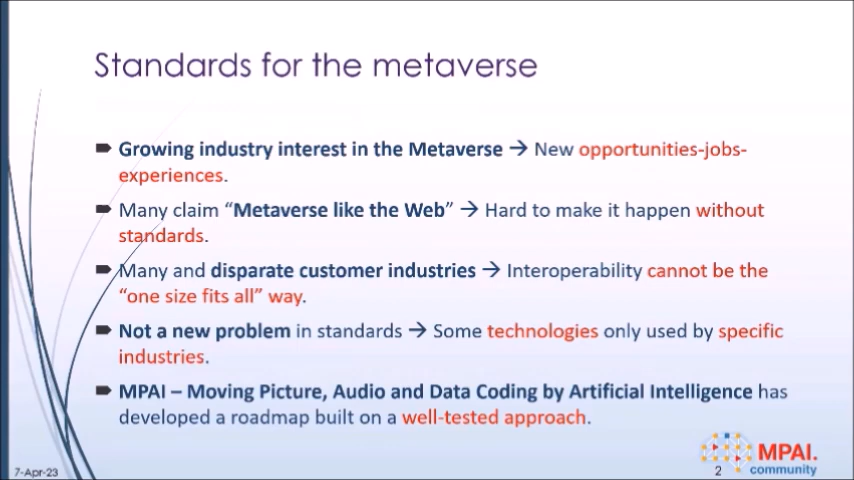 Standards for the metaverse
Growing industry interest in the Metaverse → New opportunities-jobs-
experiences.
Many claim “Metaverse like the Web” → Hard to make it happen without
standards.
Many and disparate customer industries → Interoperability cannot be the
“one size fits all” way.
Not a new problem in standards → Some technologies only used by specific
industries.
MPAI – Moving Picture, Audio and Data Coding by Artificial Intelligence has
developed a roadmap built on a well-tested approach.
7-Apr-23
2
MPAI.
community